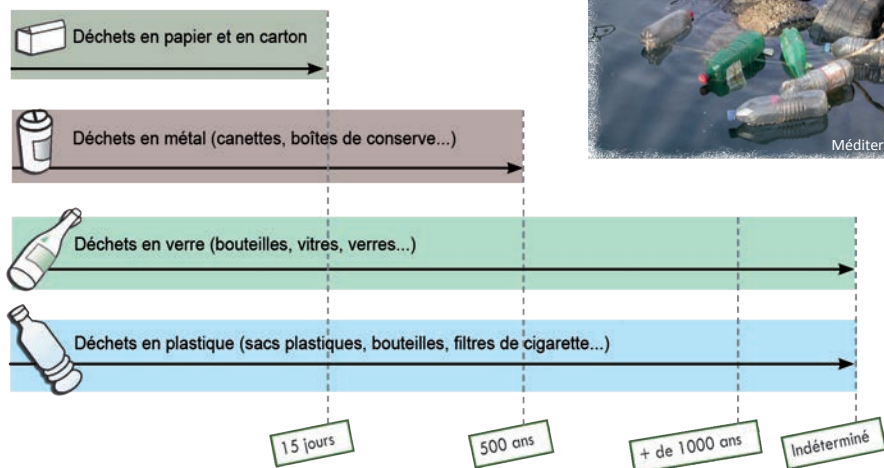 Déchets en papier et en carton
Déchets en métal (canettes, boîtes de conserve...)
Méditer
Déchets en verre (bouteilles, vitres, verres...)
Déchets en plastique (sacs plastiques, bouteilles, filtres de cigarette...)
15 jours
500 ans
+ de 1000 ans
Indéterminé